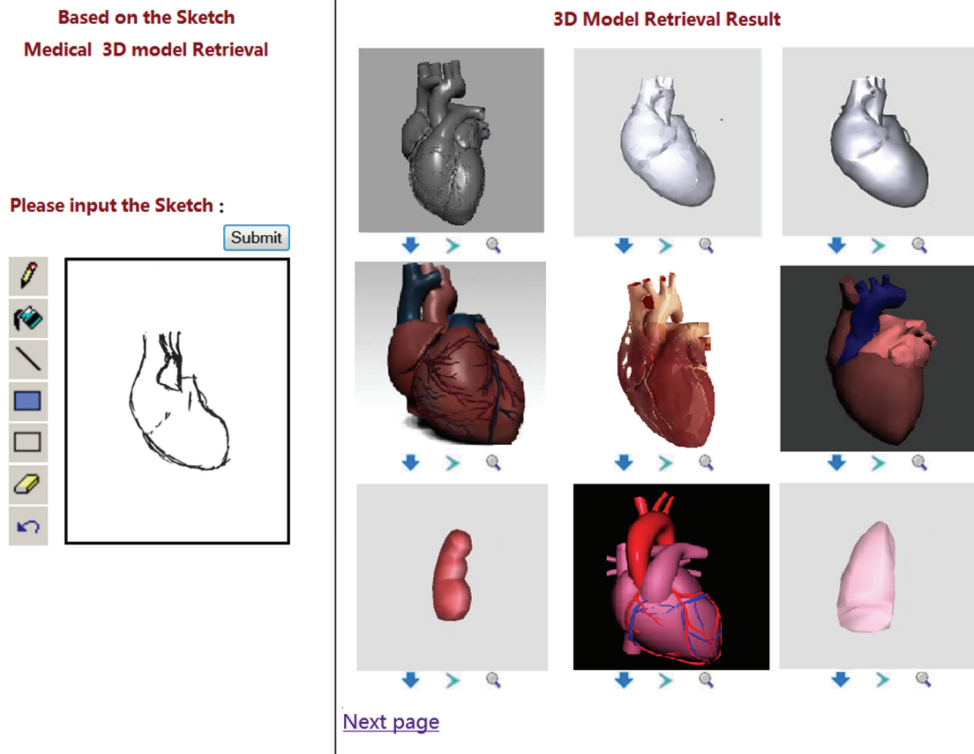 Based on the Sketch
Medical 3D model Retrieval
Please input the Sketch :
Submit
3D Model Retrieval Result
Next page